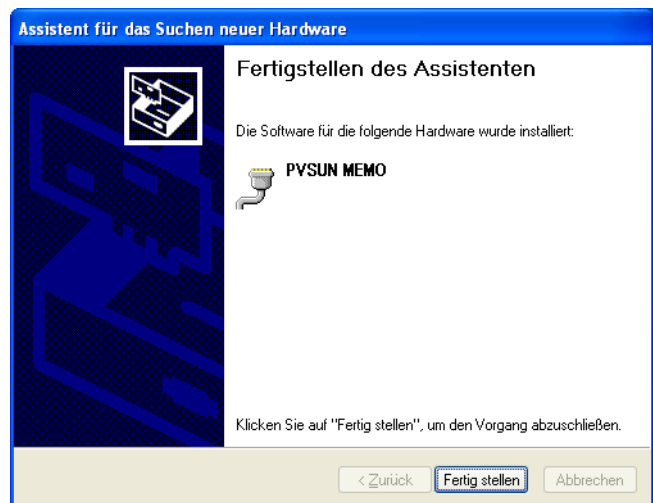 Assistent für das Suchen neuer Hardware
Fertigstellen des Assistenten
Die Software für die folgende Hardware wurde installiert:
PVSUN MEMO
Klicken Sie auf "Fertig stellen", um den Vorgang abzuschließen.
< Zurück Fertig stellen Abbrechen